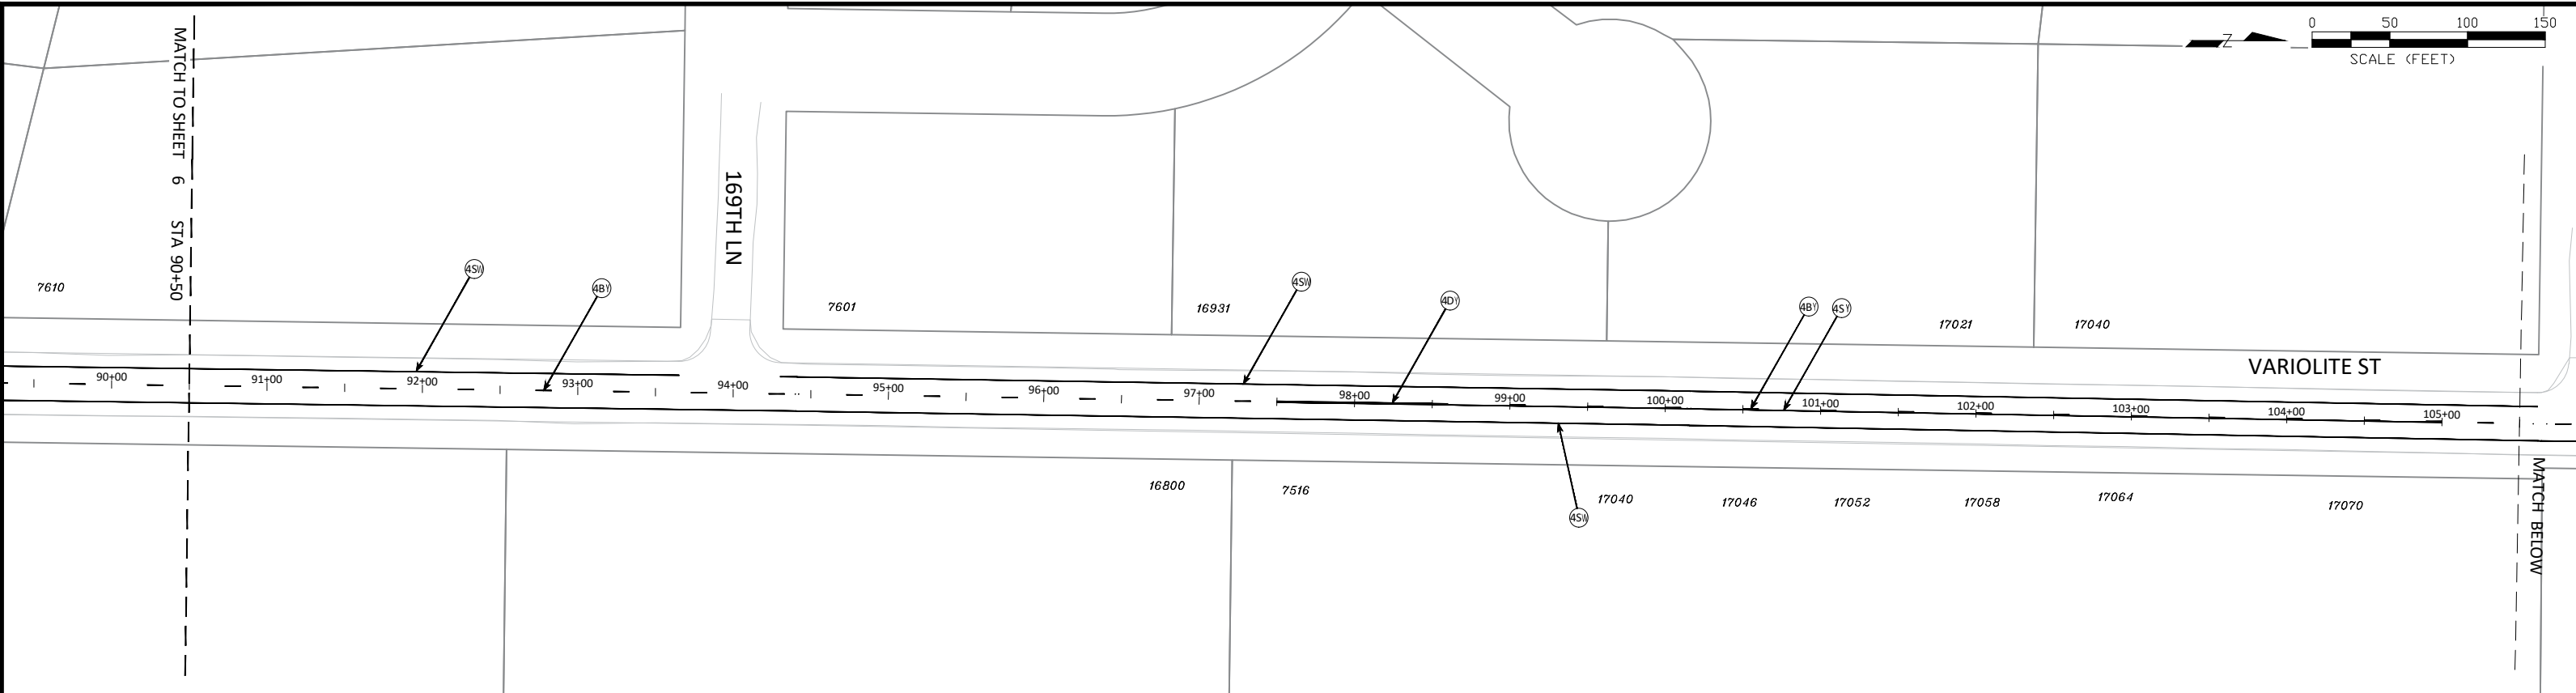 0 50 100 150
Z
SCALE (FEET)
MATCH TO SHEET 6 STA 90+50
169TH LN
4SW
4BY
4SW
4DY
4BY
4SY
7610
7601
16931
17021
17040
VARIOLITE ST
90+00
91+00
92+00
93+00
94+00
95+00
96+00
97+00
98+00
99+00
100+00
101+00
102+00
103+00
104+00
105+00
16800
7516
17040
17046
17052
17058
17064
17070
4SW
MATCH BELOW